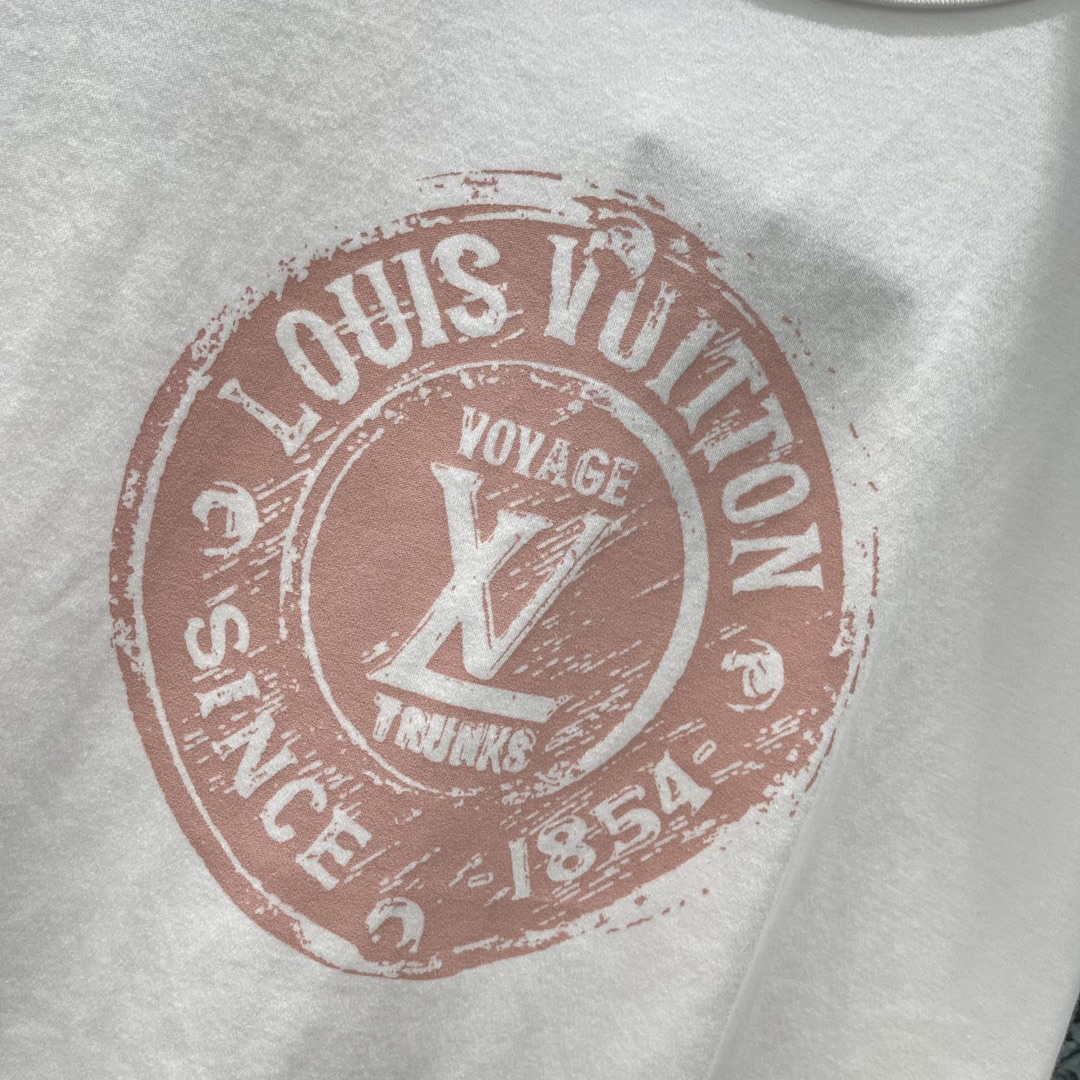 LOUIS VUITTON
VOYAGE
LV
TRUNKS
SINCE
-1854-